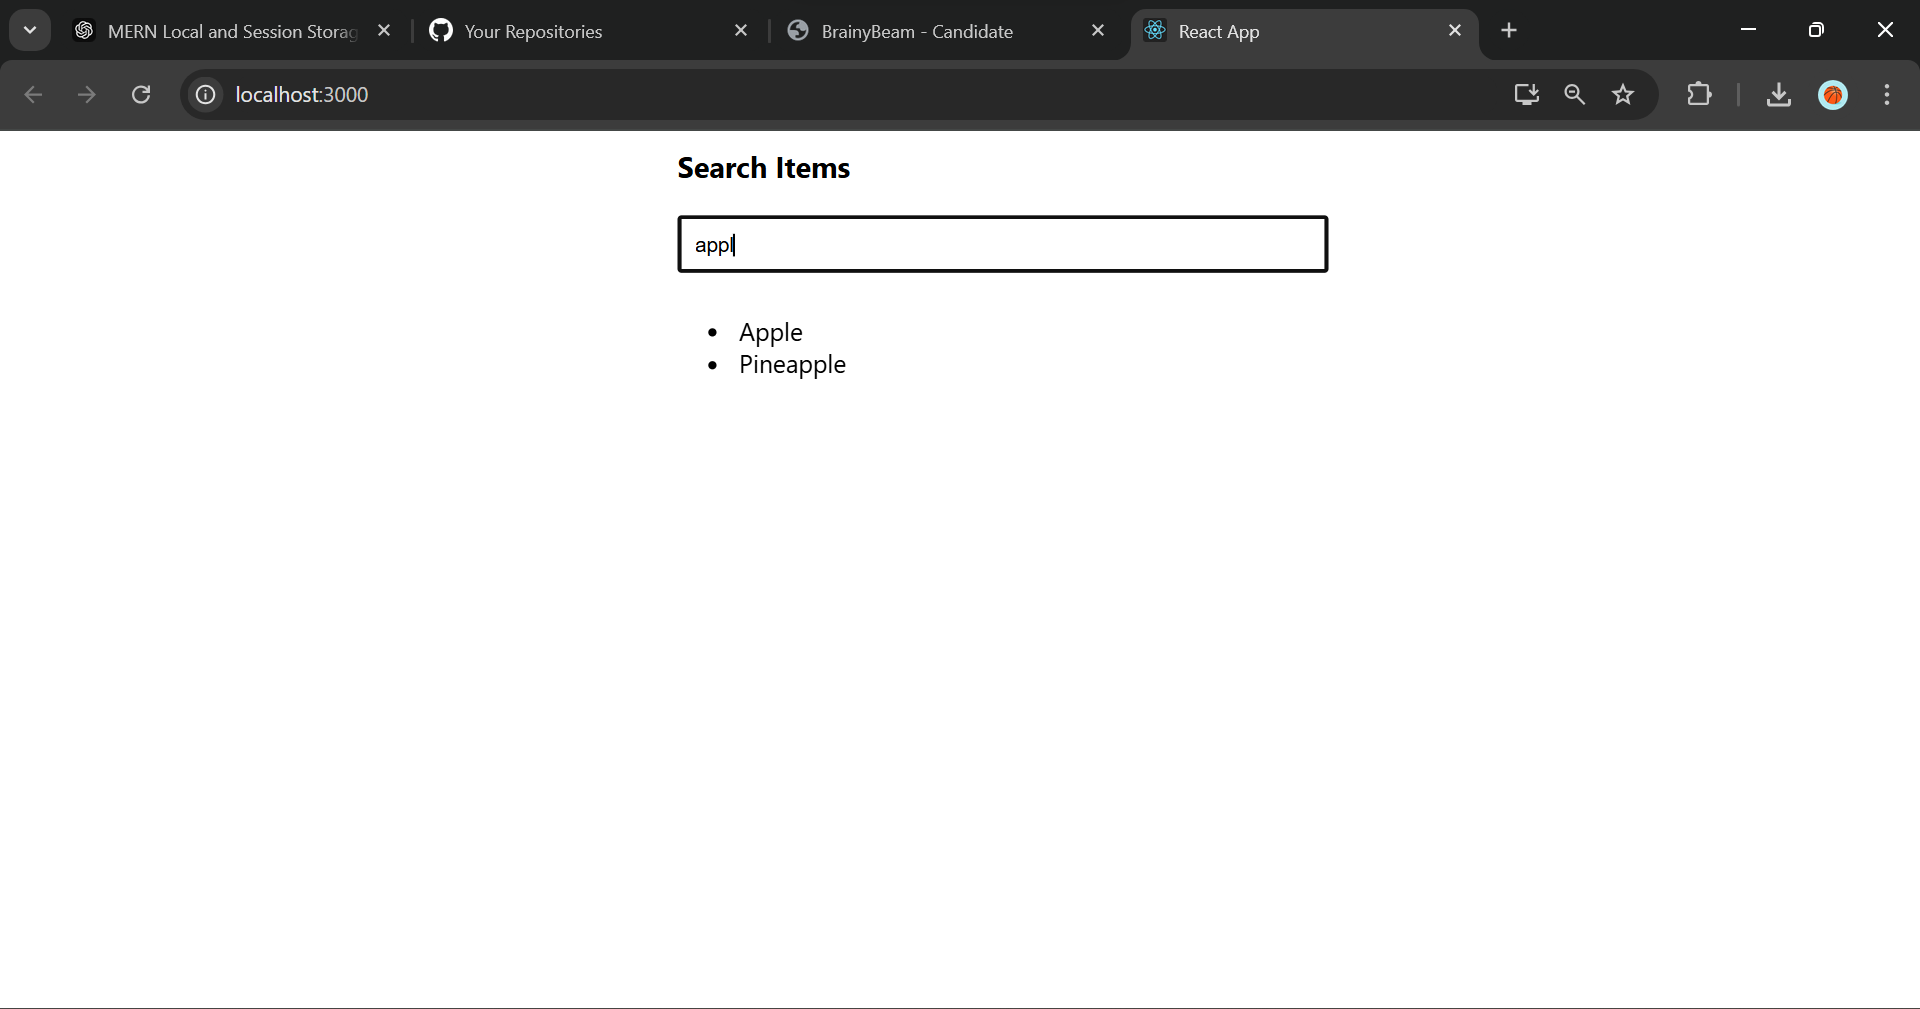 MERN Local and Session Storag
Your Repositories
BrainyBeam - Candidate
React App
localhost:3000
Search Items
appl
Apple
Pineapple